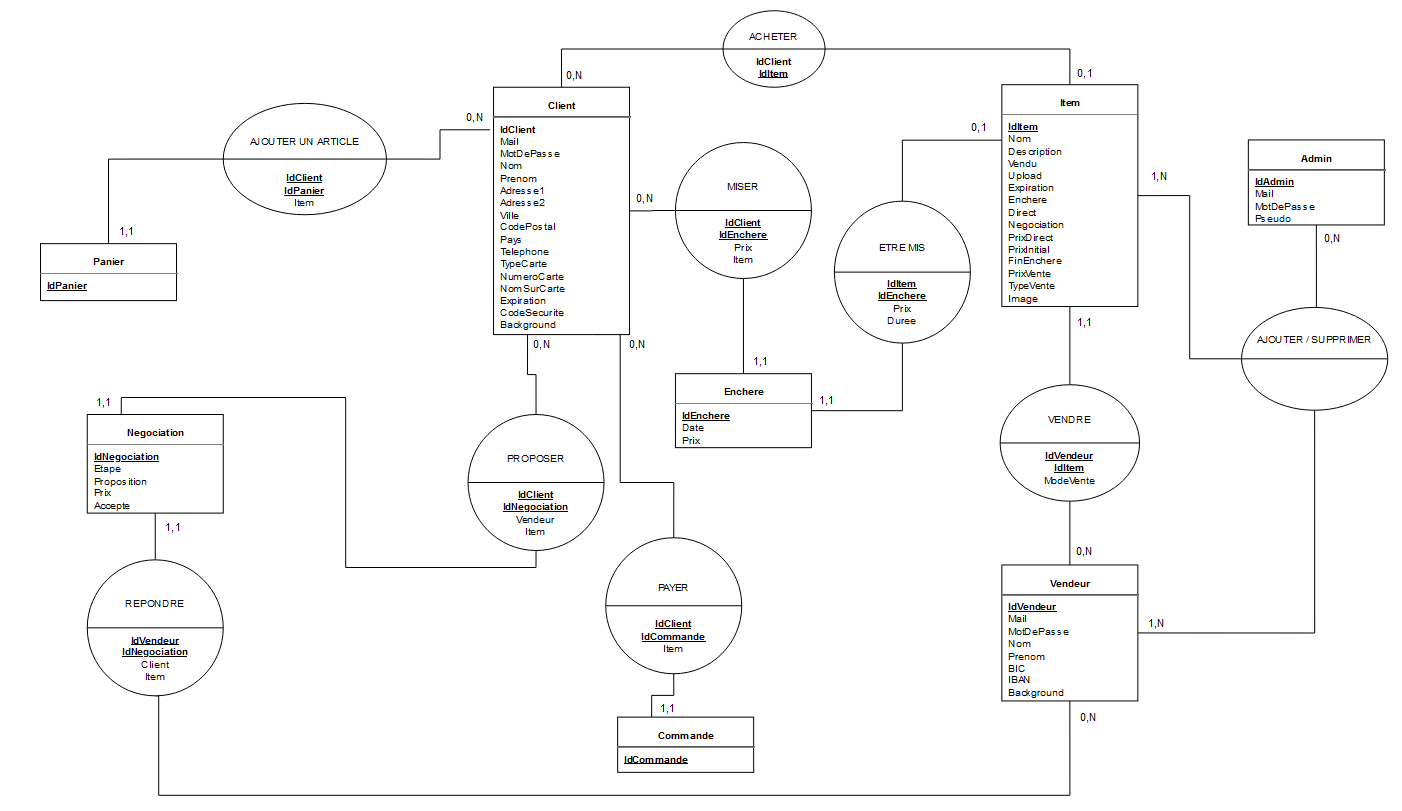 ACHETER
IdClient
IdItem
0,N
0,1
Client
IdClient
Mail
MotDePasse
Nom
Prenom
Adresse1
Adresse2
Ville
CodePostal
Pays
Telephone
TypeCarte
NumeroCarte
NomSurCarte
Expiration
CodeSecurite
Background
Item
IdItem
Nom
Description
Vendu
Upload
Expiration
Enchere
Direct
Negociation
PrixDirect
PrixInitial
FinEnchere
PrixVente
TypeVente
Image
0,N
AJOUTER UN ARTICLE
IdClient
IdPanier
Item
1,1
Panier
IdPanier
0,N
MISER
IdClient
IdEnchere
Prix
Item
1,1
0,1
ETRE MIS
IdItem
IdEnchere
Prix
Duree
1,1
Enchere
IdEnchere
Date
Prix
Admin
IdAdmin
Mail
MotDePasse
Pseudo
0,N
1,N
AJOUTER / SUPPRIMER
1,1
VENDRE
IdVendeur
IdItem
ModeVente
0,N
0,N
0,N
1,1
Negociation
IdNegociation
Etape
Proposition
Prix
Accepte
1,1
PROPOSER
IdClient
IdNegociation
Vendeur
Item
REPONDRE
IdVendeur
IdNegociation
Client
Item
PAYER
IdClient
IdCommande
Item
1,1
Commande
IdCommande
Vendeur
IdVendeur
Mail
MotDePasse
Nom
Prenom
BIC
IBAN
Background
1,N
0,N